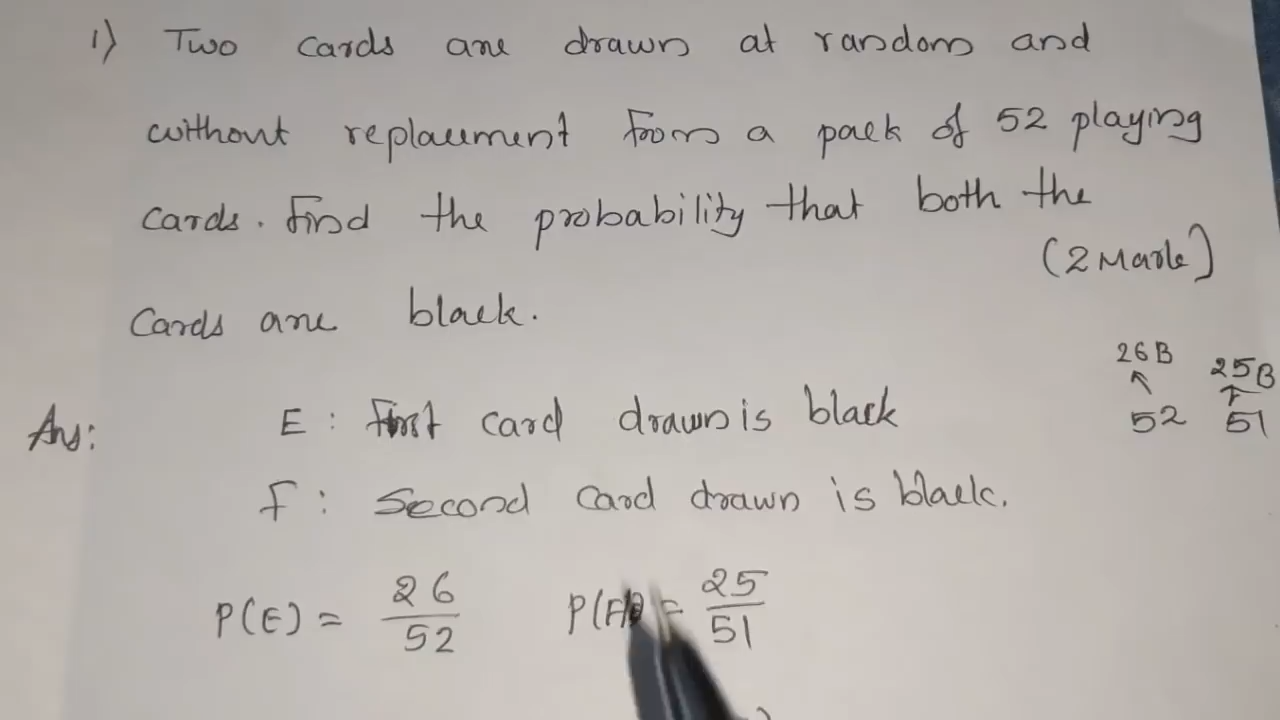 1) Two cards are drawn at random and
without replacement from a pack of 52 playing
cards. Find the probability that both the
(2 Mark)
Cards are black.
26B 25B
52 51
Ans: E : First card drawn is black
F : Second Card drawn is black.
P(E) = 26/52 = 25/51